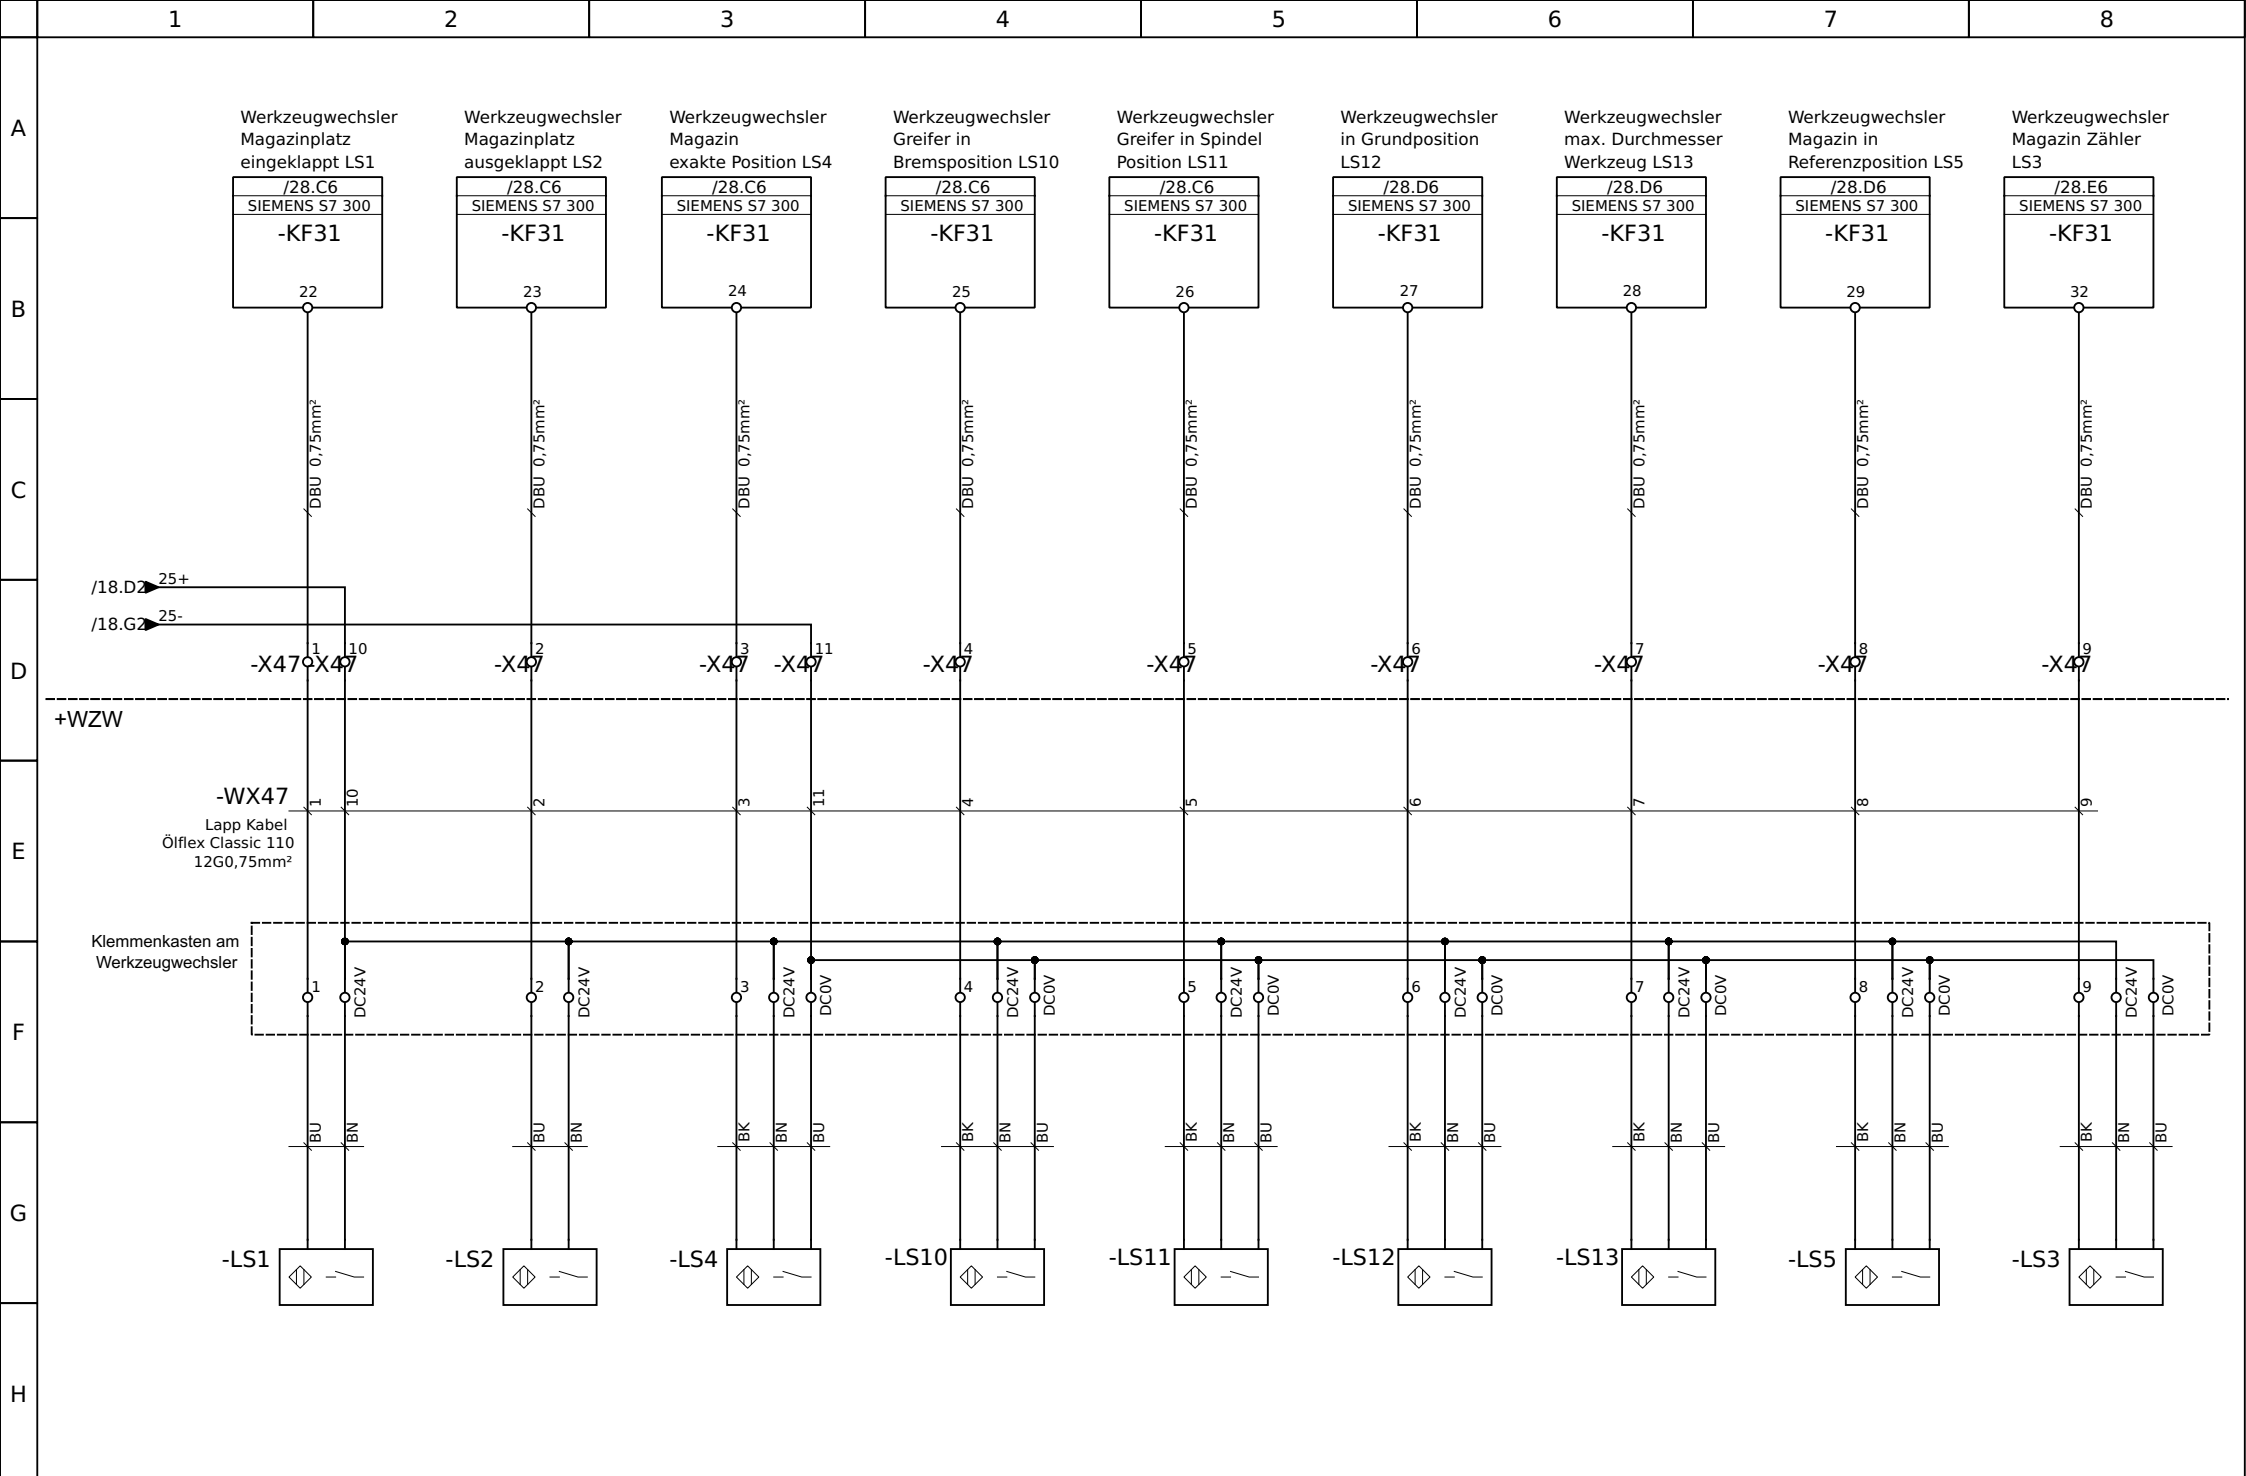 1 2 3 4 5 6 7 8
A
B
C
D
E
F
G
H
Werkzeugwechsler
Magazinplatz
eingeklappt LS1
Werkzeugwechsler
Magazinplatz
ausgeklappt LS2
Werkzeugwechsler
Magazin
exakte Position LS4
Werkzeugwechsler
Greifer in
Bremsposition LS10
Werkzeugwechsler
Greifer in Spindel
Position LS11
Werkzeugwechsler
in Grundposition
LS12
Werkzeugwechsler
max. Durchmesser
Werkzeug LS13
Werkzeugwechsler
Magazin in
Referenzposition LS5
Werkzeugwechsler
Magazin Zähler
LS3
/28.C6 /28.C6 /28.C6 /28.C6 /28.C6 /28.D6 /28.D6 /28.D6 /28.E6
SIEMENS S7 300 SIEMENS S7 300 SIEMENS S7 300 SIEMENS S7 300 SIEMENS S7 300 SIEMENS S7 300 SIEMENS S7 300 SIEMENS S7 300 SIEMENS S7 300
-KF31 -KF31 -KF31 -KF31 -KF31 -KF31 -KF31 -KF31 -KF31
22 23 24 25 26 27 28 29 32
DBU 0,75mm² DBU 0,75mm² DBU 0,75mm² DBU 0,75mm² DBU 0,75mm² DBU 0,75mm² DBU 0,75mm² DBU 0,75mm² DBU 0,75mm²
/18.D2 25+
/18.G2 25-
1 10 2 3 11 4 5 6 7 8 9
-X47 -X47 -X47 -X47 -X47 -X47 -X47 -X47 -X47 -X47 -X47
+WZW
-WX47 1 10 2 3 11 4 5 6 7 8 9
Lapp Kabel
Ölflex Classic 110
12G0,75mm²
Klemmenkasten am
Werkzeugwechsler
1 DC24V 2 DC24V 3 DC24V DC0V 4 DC24V DC0V 5 DC24V DC0V 6 DC24V DC0V 7 DC24V DC0V 8 DC24V DC0V 9 DC24V DC0V
BU BN BU BN BK BN BU BK BN BU BK BN BU BK BN BU BK BN BU BK BN BU BK BN BU
-LS1 -LS2 -LS4 -LS10 -LS11 -LS12 -LS13 -LS5 -LS3